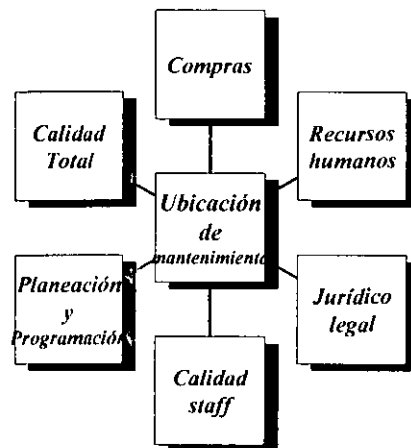 Compras
Calidad
Total
Recursos
humanos
Ubicación
de
mantenimiento
Planeación
y
Programación
Jurídico
legal
Calidad
staff